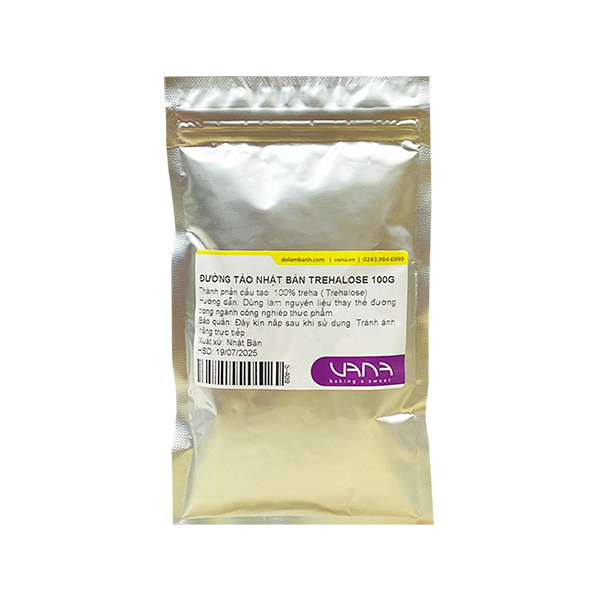 dolambanh.com | vana.vn | 0243.984.6999
ĐƯỜNG TẢO NHẬT BẢN TREHALOSE 100G
Thành phần cấu tạo: 100% treha ( Trehalose)
Hướng dẫn: Dùng làm nguyên liệu thay thế đường
trong ngành công nghiệp thực phẩm.
Bảo quản: Đậy kín nắp sau khi sử dụng. Tránh ánh
nắng trực tiếp
Xuất xứ: Nhật Bản
HSD: 19/07/2025
S-409
VANA
baking & sweet